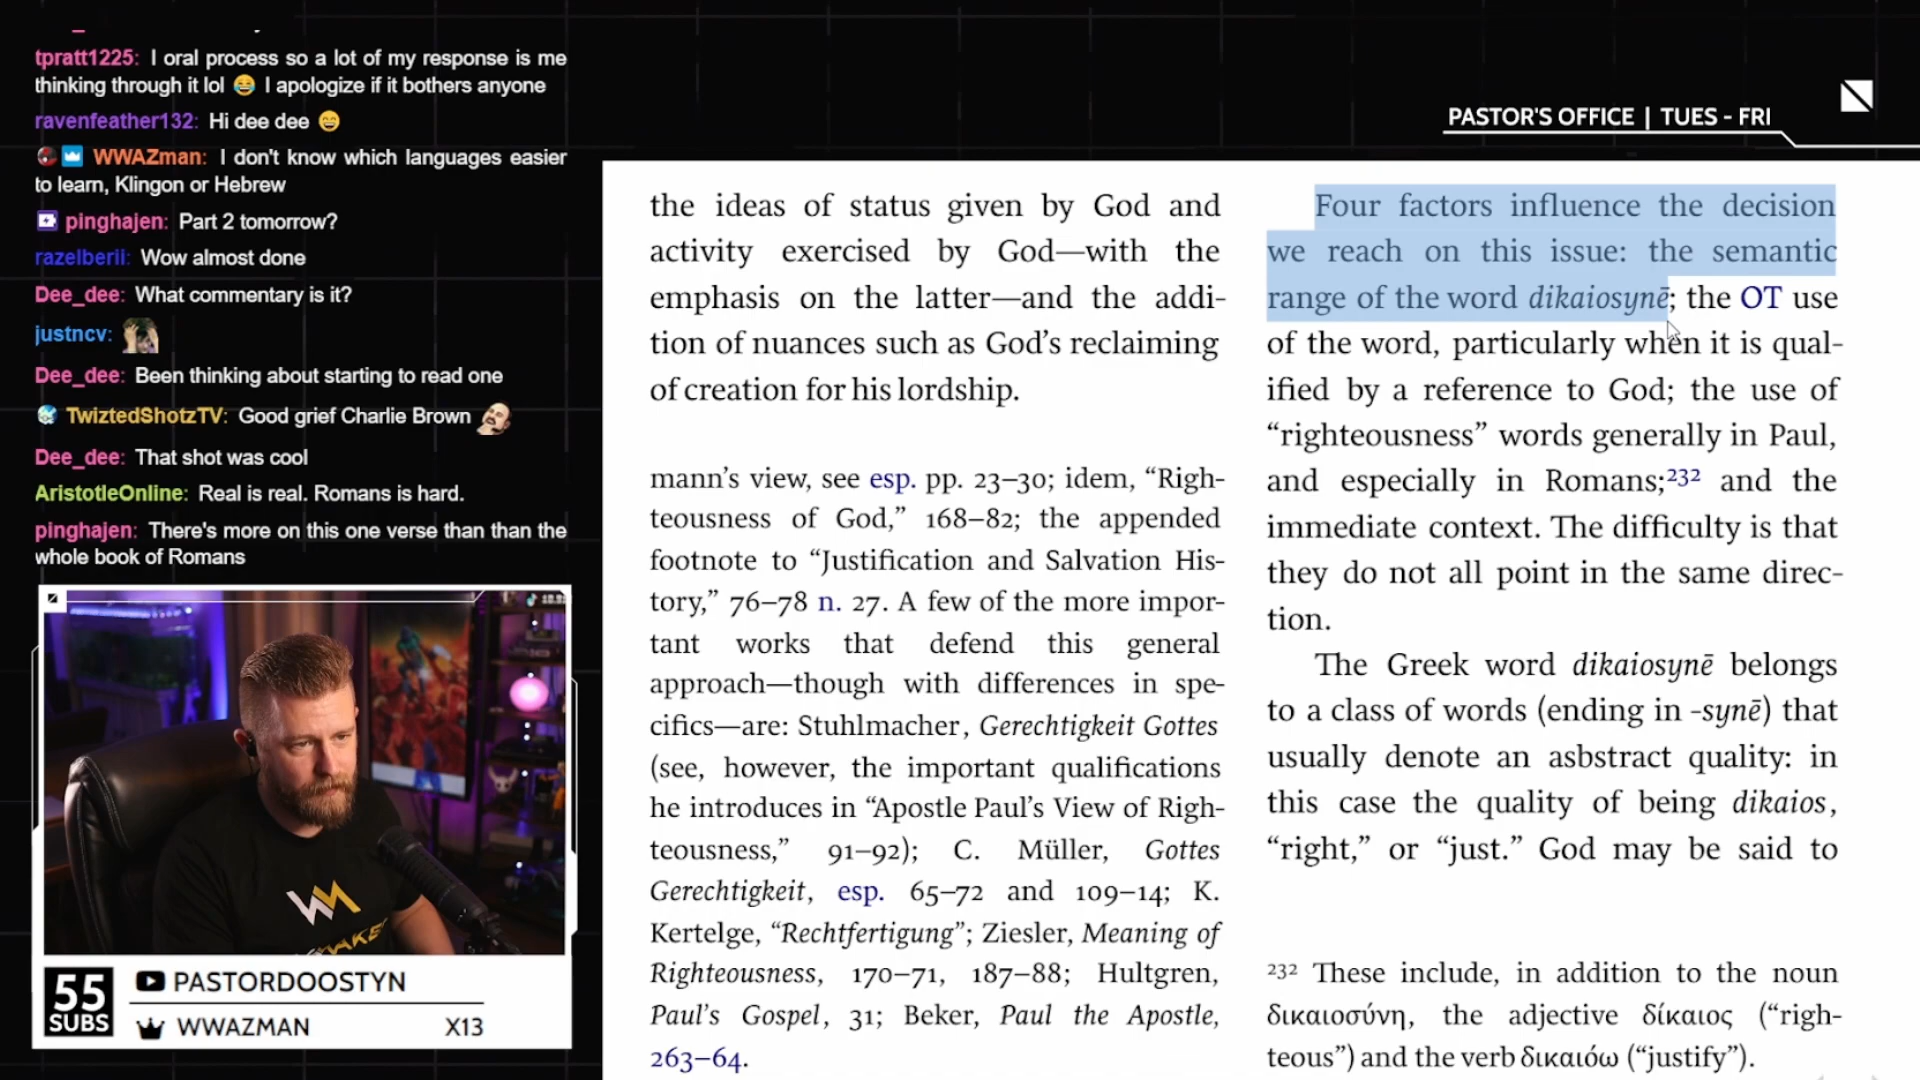 tpratt1225: I oral process so a lot of my response is me
thinking through it lol 😂 I apologize if it bothers anyone
ravenfeather132: Hi dee dee 😄
WWAZman: I don't know which languages easier
to learn, Klingon or Hebrew
pinghajen: Part 2 tomorrow?
razelberii: Wow almost done
Dee_dee: What commentary is it?
justncv:
Dee_dee: Been thinking about starting to read one
TwiztedShotzTV: Good grief Charlie Brown
Dee_dee: That shot was cool
AristotleOnline: Real is real. Romans is hard.
pinghajen: There's more on this one verse than than the
whole book of Romans
55
SUBS
PASTORDOOSTYN
WWAZMAN X13
PASTOR'S OFFICE | TUES - FRI
the ideas of status given by God and
activity exercised by God—with the
emphasis on the latter—and the addi-
tion of nuances such as God's reclaiming
of creation for his lordship.
mann's view, see esp. pp. 23–30; idem, “Righ-
teousness of God,” 168–82; the appended
footnote to “Justification and Salvation His-
tory,” 76–78 n. 27. A few of the more impor-
tant works that defend this general
approach—though with differences in spe-
cifics—are: Stuhlmacher, Gerechtigkeit Gottes
(see, however, the important qualifications
he introduces in “Apostle Paul's View of Righ-
teousness,” 91–92); C. Müller, Gottes
Gerechtigkeit, esp. 65–72 and 109–14; K.
Kertelge, “Rechtfertigung”; Ziesler, Meaning of
Righteousness, 170–71, 187–88; Hultgren,
Paul's Gospel, 31; Beker, Paul the Apostle,
263–64.
Four factors influence the decision
we reach on this issue: the semantic
range of the word dikaiosynē; the OT use
of the word, particularly when it is qual-
ified by a reference to God; the use of
“righteousness” words generally in Paul,
and especially in Romans;²³² and the
immediate context. The difficulty is that
they do not all point in the same direc-
tion.
The Greek word dikaiosynē belongs
to a class of words (ending in -synē) that
usually denote an asbstract quality: in
this case the quality of being dikaios,
“right,” or “just.” God may be said to
²³² These include, in addition to the noun
δικαιοσύνη, the adjective δίκαιος (“righ-
teous”) and the verb δικαιόω (“justify”).